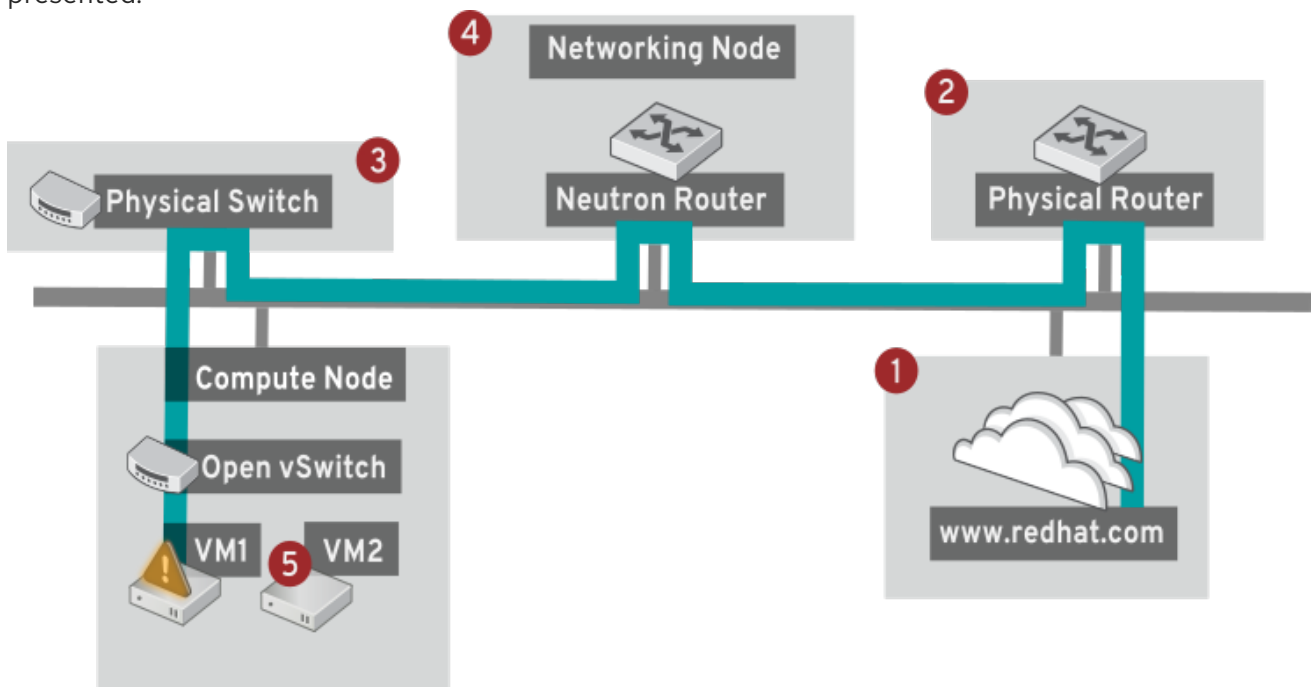 presented.
4
Networking Node
2
3
Physical Switch
Neutron Router
Physical Router
Compute Node
1
Open vSwitch
VM1
VM2
5
www.redhat.com